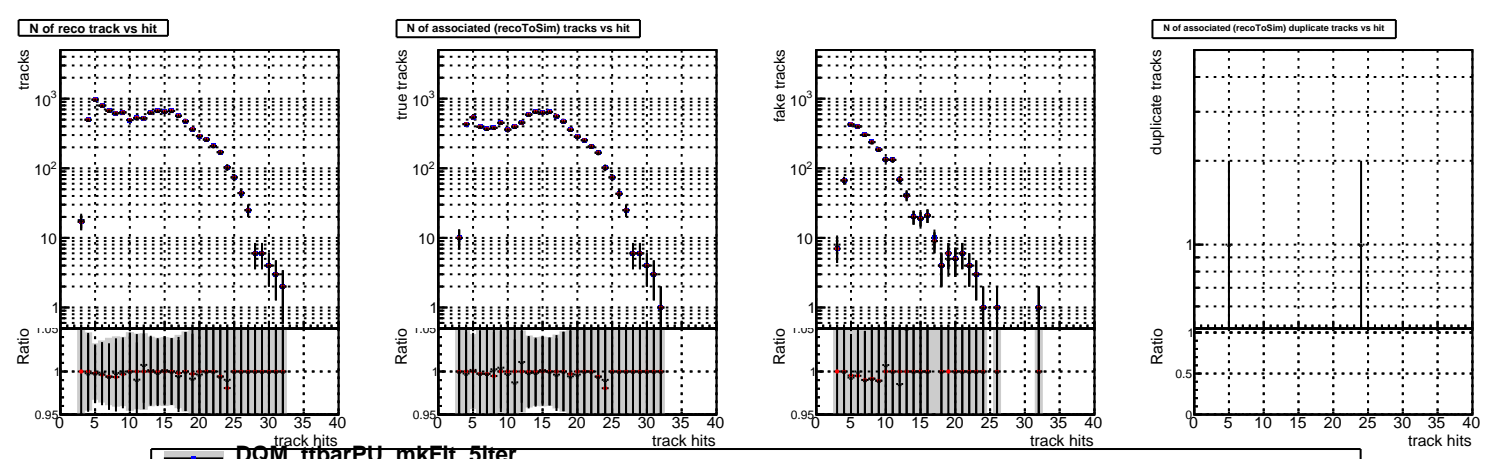 N of reco track vs hit
N of associated (recoToSim) tracks vs hit
N of associated (recoToSim) duplicate tracks vs hit
tracks
10³
10²
10
1
Ratio
1.05
1
0.95
0 5 10 15 20 25 30 35 40
track hits
true tracks
10³
10²
10
1
Ratio
1.05
1
0.95
0 5 10 15 20 25 30 35 40
track hits
fake tracks
10³
10²
10
1
Ratio
1.05
1
0.95
0 5 10 15 20 25 30 35 40
track hits
duplicate tracks
1
Ratio
1
0.5
0
0 5 10 15 20 25 30 35 40
track hits
DQM_ttbarPU_mkFit_5iter